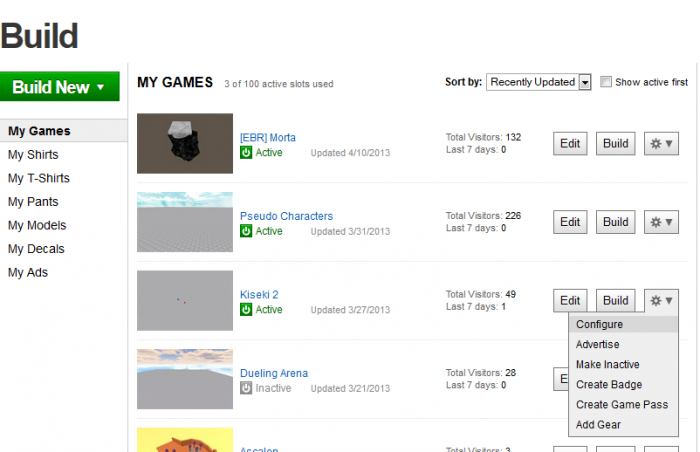 Build
Build New
My Games
My Shirts
My T-Shirts
My Pants
My Models
My Decals
My Ads
MY GAMES 3 of 100 active slots used Sort by: Recently Updated Show active first
[EBR] Morta
Active Updated 4/10/2013
Total Visitors: 132
Last 7 days: 0
Edit Build
Pseudo Characters
Active Updated 3/31/2013
Total Visitors: 226
Last 7 days: 0
Edit Build
Kiseki 2
Active Updated 3/27/2013
Total Visitors: 49
Last 7 days: 1
Edit Build
Configure
Advertise
Make Inactive
Create Badge
Create Game Pass
Add Gear
Dueling Arena
Inactive Updated 3/21/2013
Total Visitors: 28
Last 7 days: 0
Total Visitors: 3